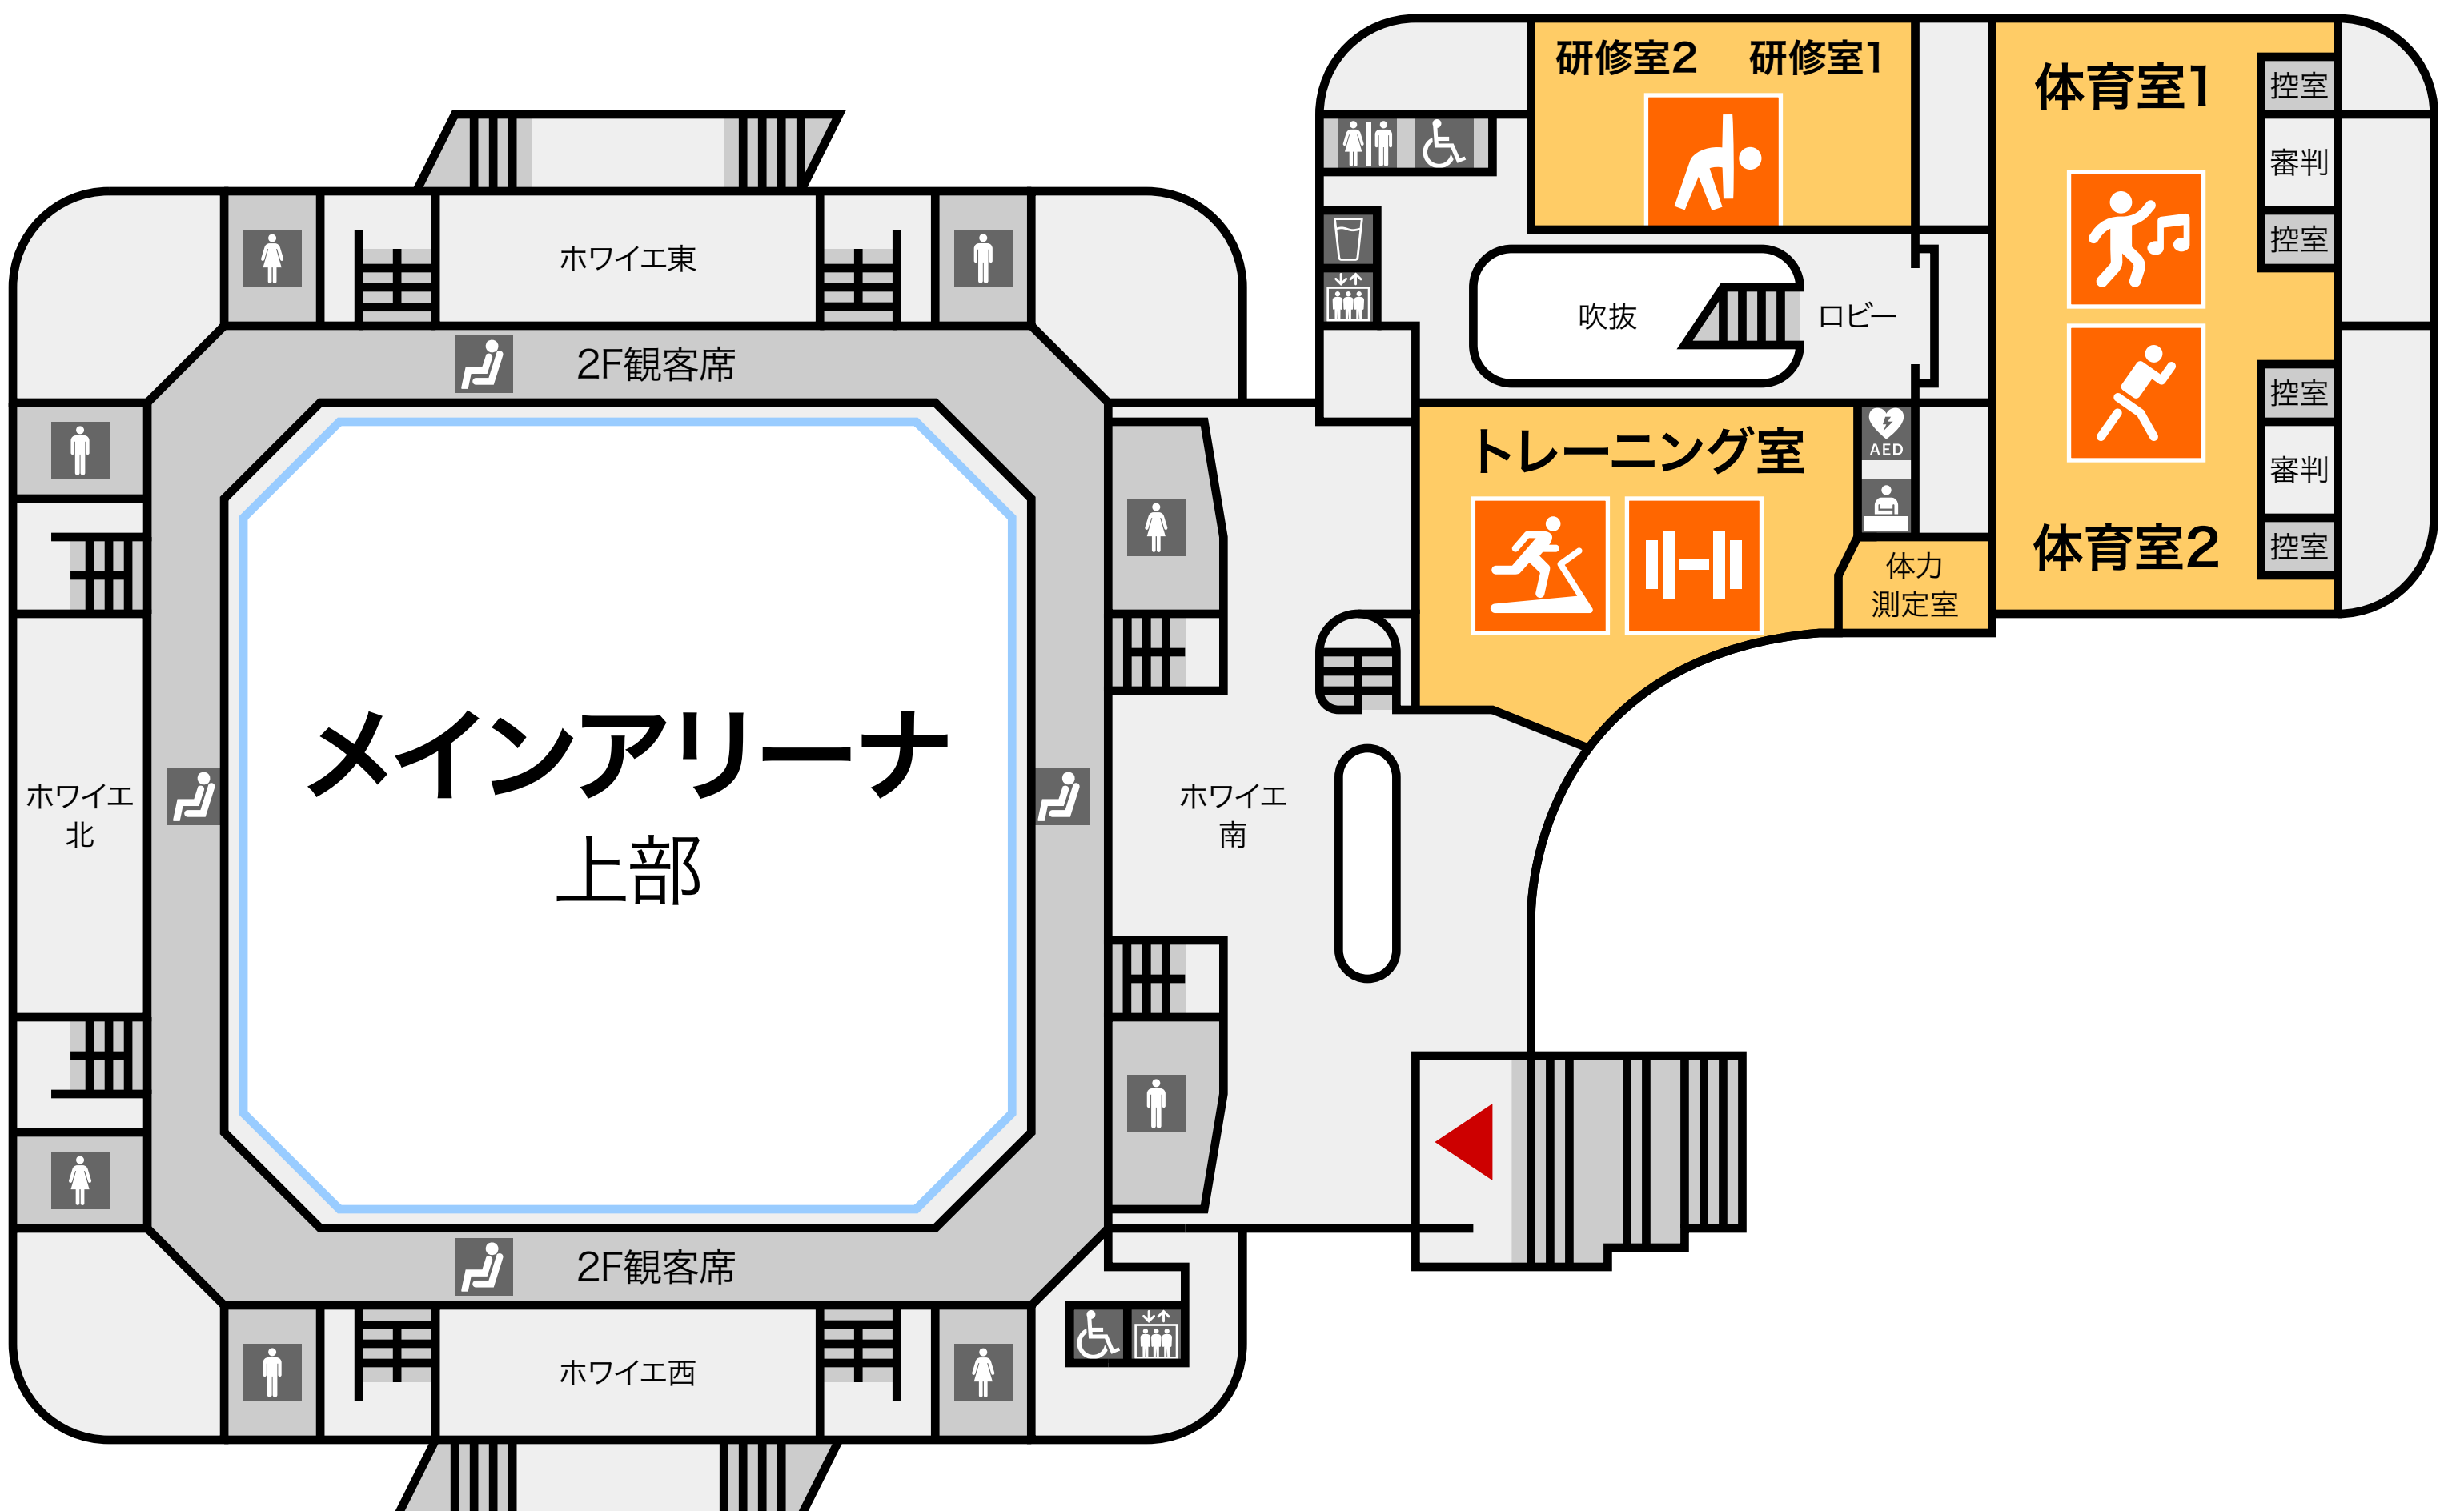 研修室2
研修室1
体育室1
控室
審判
控室
ホワイエ東
吹抜
ロビー
2F観客席
控室
トレーニング室
AED
審判
体育室2
控室
体力
測定室
メインアリーナ
上部
ホワイエ
北
ホワイエ
南
2F観客席
ホワイエ西